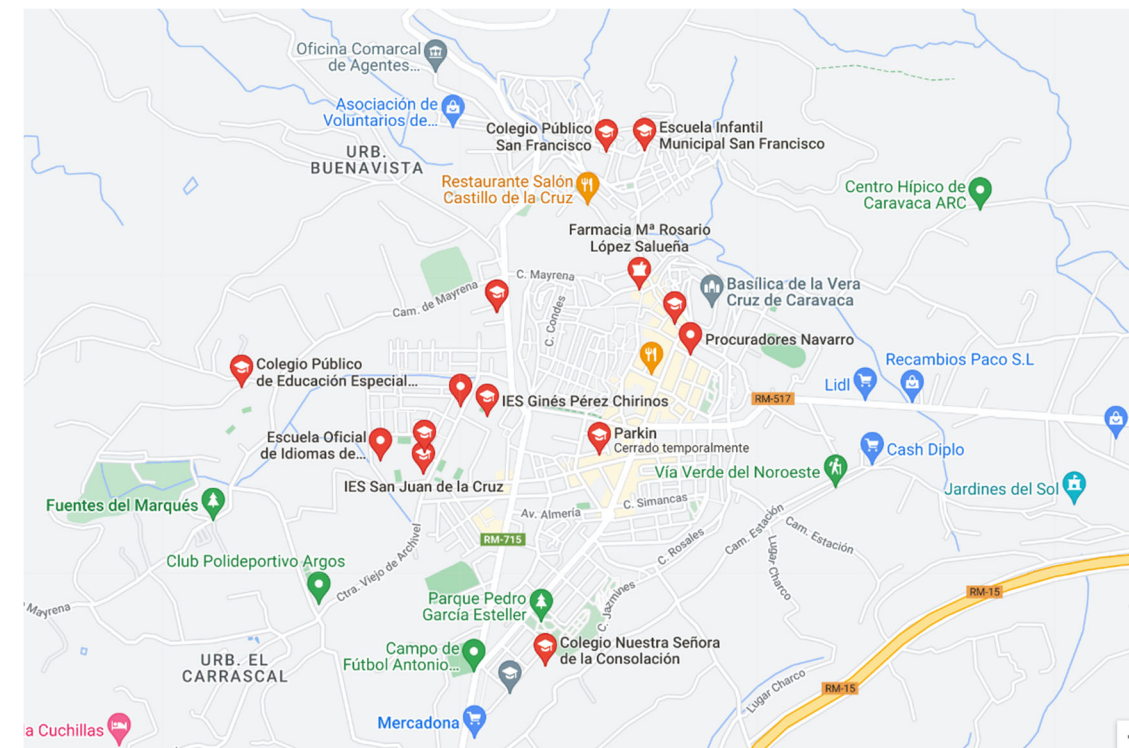 Oficina Comarcal
de Agentes...
Asociación de
Voluntarios de...
Colegio Público
San Francisco
Escuela Infantil
Municipal San Francisco
URB.
BUENAVISTA
Restaurante Salón
Castillo de la Cruz
Centro Hípico de
Caravaca ARC
Farmacia Mª Rosario
López Salueña
C. Mayrena
Basílica de la Vera
Cruz de Caravaca
Cam. de Mayrena
C. Condes
Procuradores Navarro
Colegio Público
de Educación Especial...
Recambios Paco S.L
Lidl
RM-517
IES Ginés Pérez Chirinos
Escuela Oficial
de Idiomas de...
Parkin
Cerrado temporalmente
Cash Diplo
Vía Verde del Noroeste
IES San Juan de la Cruz
Jardines del Sol
Fuentes del Marqués
C. Simancas
Av. Almería
RM-715
C. Rosales
Cam. Estación
Cam. Estación
Lugar Charco
Ctra. Viejo de Archivel
Club Polideportivo Argos
Mayrena
Parque Pedro
García Esteller
C. Jazmines
RM-15
Colegio Nuestra Señora
de la Consolación
Campo de
Fútbol Antonio...
URB. EL
CARRASCAL
RM-15
Lugar Charco
Mercadona
la Cuchillas